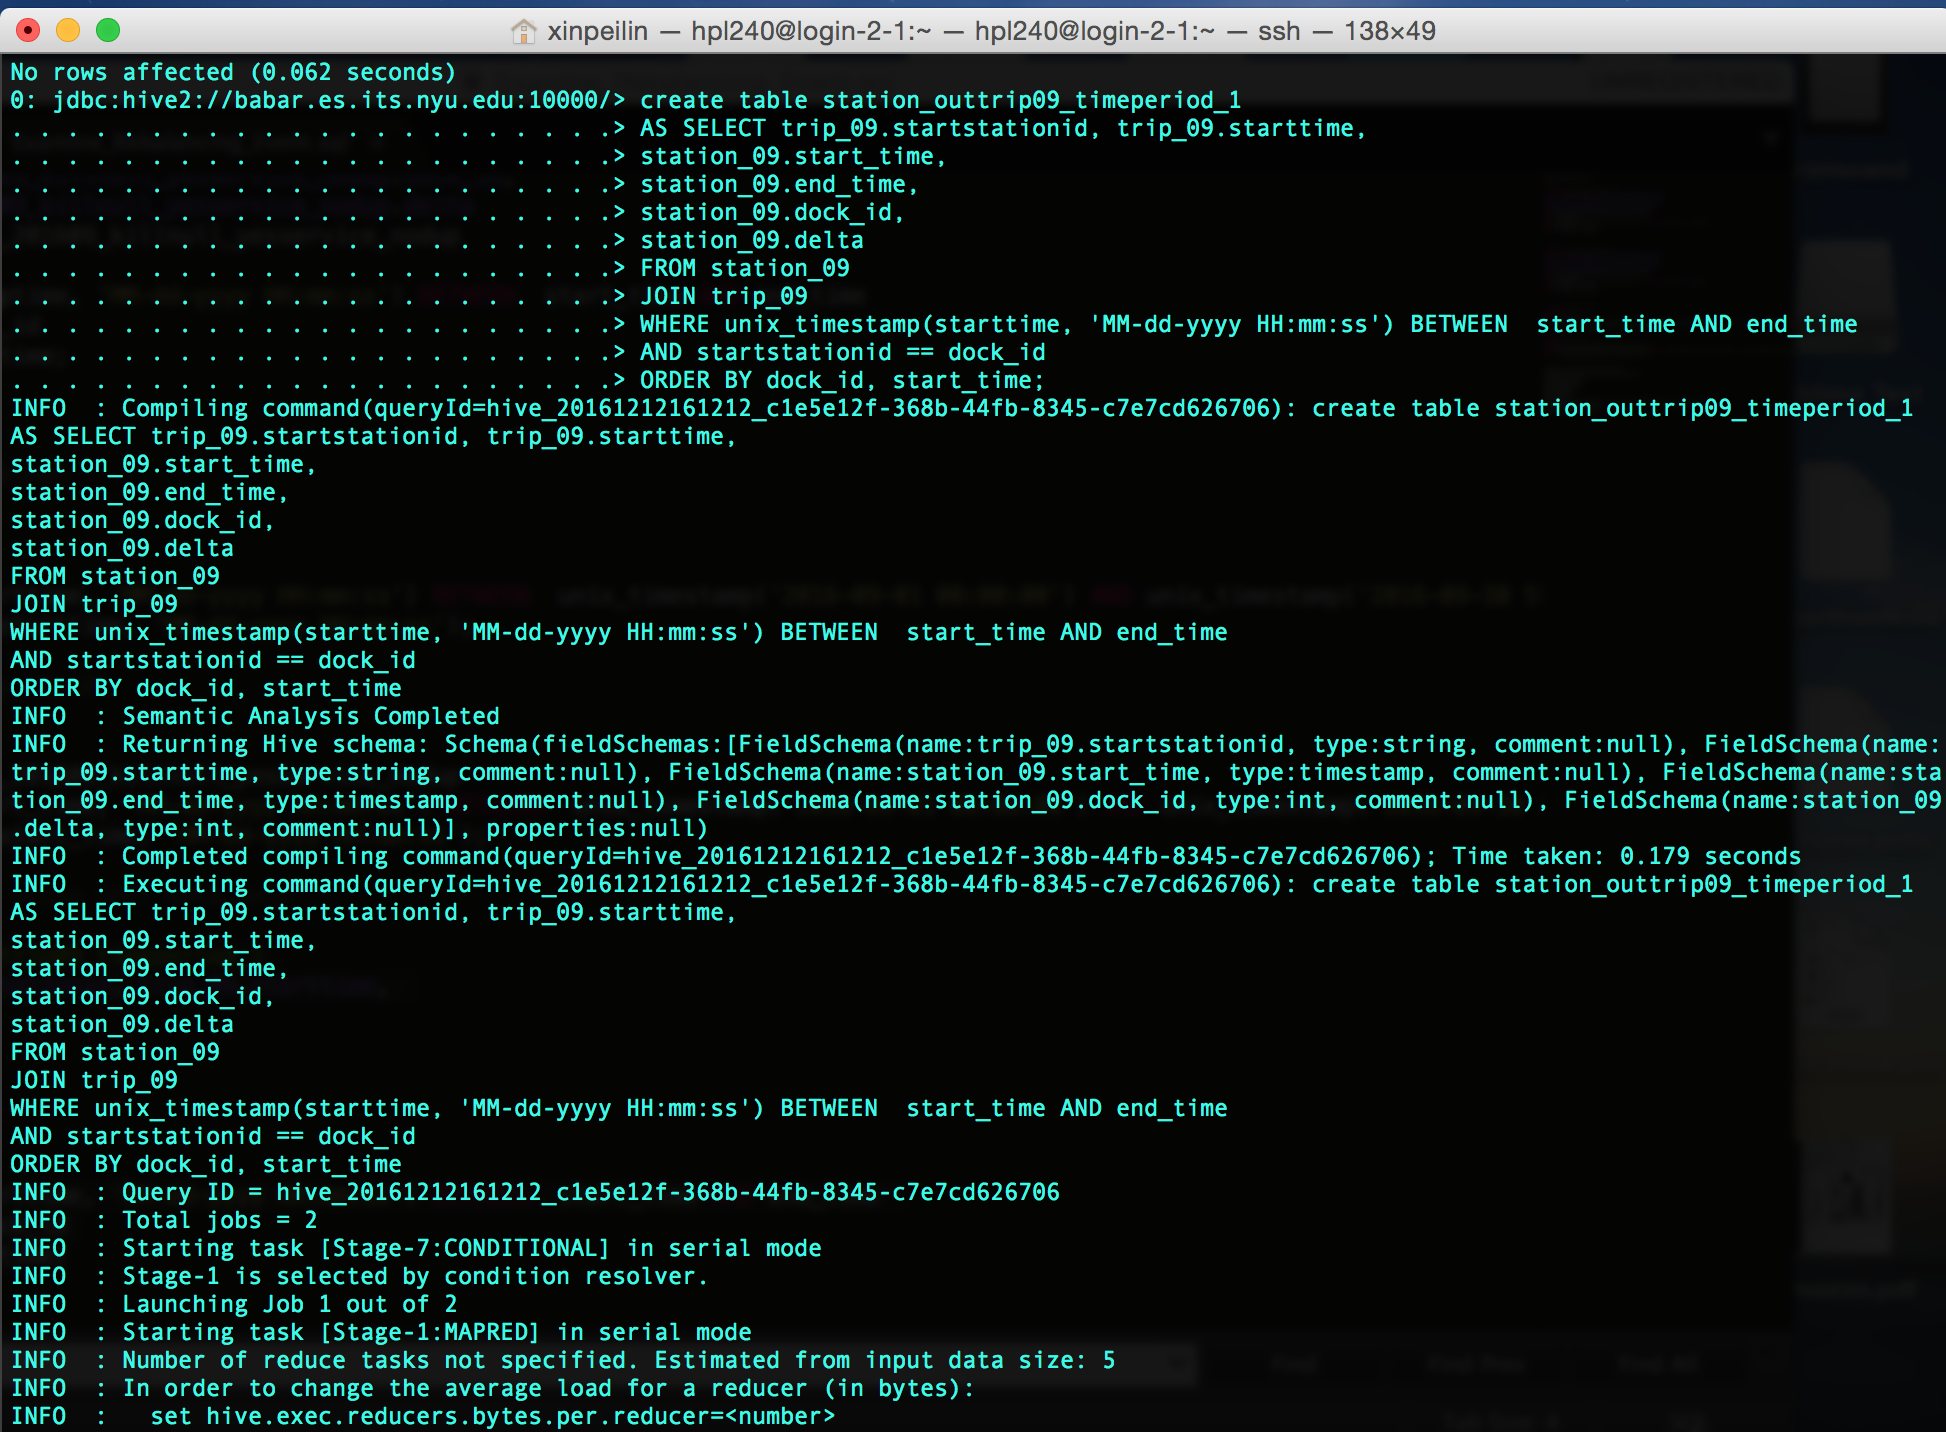 xinpeilin — hpl240@login-2-1:~ — hpl240@login-2-1:~ — ssh — 138×49
No rows affected (0.062 seconds)
0: jdbc:hive2://babar.es.its.nyu.edu:10000/> create table station_outtrip09_timeperiod_1
. . . . . . . . . . . . . . . . . . . . . .> AS SELECT trip_09.startstationid, trip_09.starttime,
. . . . . . . . . . . . . . . . . . . . . .> station_09.start_time,
. . . . . . . . . . . . . . . . . . . . . .> station_09.end_time,
. . . . . . . . . . . . . . . . . . . . . .> station_09.dock_id,
. . . . . . . . . . . . . . . . . . . . . .> station_09.delta
. . . . . . . . . . . . . . . . . . . . . .> FROM station_09
. . . . . . . . . . . . . . . . . . . . . .> JOIN trip_09
. . . . . . . . . . . . . . . . . . . . . .> WHERE unix_timestamp(starttime, 'MM-dd-yyyy HH:mm:ss') BETWEEN  start_time AND end_time
. . . . . . . . . . . . . . . . . . . . . .> AND startstationid == dock_id
. . . . . . . . . . . . . . . . . . . . . .> ORDER BY dock_id, start_time;
INFO  : Compiling command(queryId=hive_20161212161212_c1e5e12f-368b-44fb-8345-c7e7cd626706): create table station_outtrip09_timeperiod_1
AS SELECT trip_09.startstationid, trip_09.starttime,
station_09.start_time,
station_09.end_time,
station_09.dock_id,
station_09.delta
FROM station_09
JOIN trip_09
WHERE unix_timestamp(starttime, 'MM-dd-yyyy HH:mm:ss') BETWEEN  start_time AND end_time
AND startstationid == dock_id
ORDER BY dock_id, start_time
INFO  : Semantic Analysis Completed
INFO  : Returning Hive schema: Schema(fieldSchemas:[FieldSchema(name:trip_09.startstationid, type:string, comment:null), FieldSchema(name:
trip_09.starttime, type:string, comment:null), FieldSchema(name:station_09.start_time, type:timestamp, comment:null), FieldSchema(name:sta
tion_09.end_time, type:timestamp, comment:null), FieldSchema(name:station_09.dock_id, type:int, comment:null), FieldSchema(name:station_09
.delta, type:int, comment:null)], properties:null)
INFO  : Completed compiling command(queryId=hive_20161212161212_c1e5e12f-368b-44fb-8345-c7e7cd626706); Time taken: 0.179 seconds
INFO  : Executing command(queryId=hive_20161212161212_c1e5e12f-368b-44fb-8345-c7e7cd626706): create table station_outtrip09_timeperiod_1
AS SELECT trip_09.startstationid, trip_09.starttime,
station_09.start_time,
station_09.end_time,
station_09.dock_id,
station_09.delta
FROM station_09
JOIN trip_09
WHERE unix_timestamp(starttime, 'MM-dd-yyyy HH:mm:ss') BETWEEN  start_time AND end_time
AND startstationid == dock_id
ORDER BY dock_id, start_time
INFO  : Query ID = hive_20161212161212_c1e5e12f-368b-44fb-8345-c7e7cd626706
INFO  : Total jobs = 2
INFO  : Starting task [Stage-7:CONDITIONAL] in serial mode
INFO  : Stage-1 is selected by condition resolver.
INFO  : Launching Job 1 out of 2
INFO  : Starting task [Stage-1:MAPRED] in serial mode
INFO  : Number of reduce tasks not specified. Estimated from input data size: 5
INFO  : In order to change the average load for a reducer (in bytes):
INFO  :   set hive.exec.reducers.bytes.per.reducer=<number>